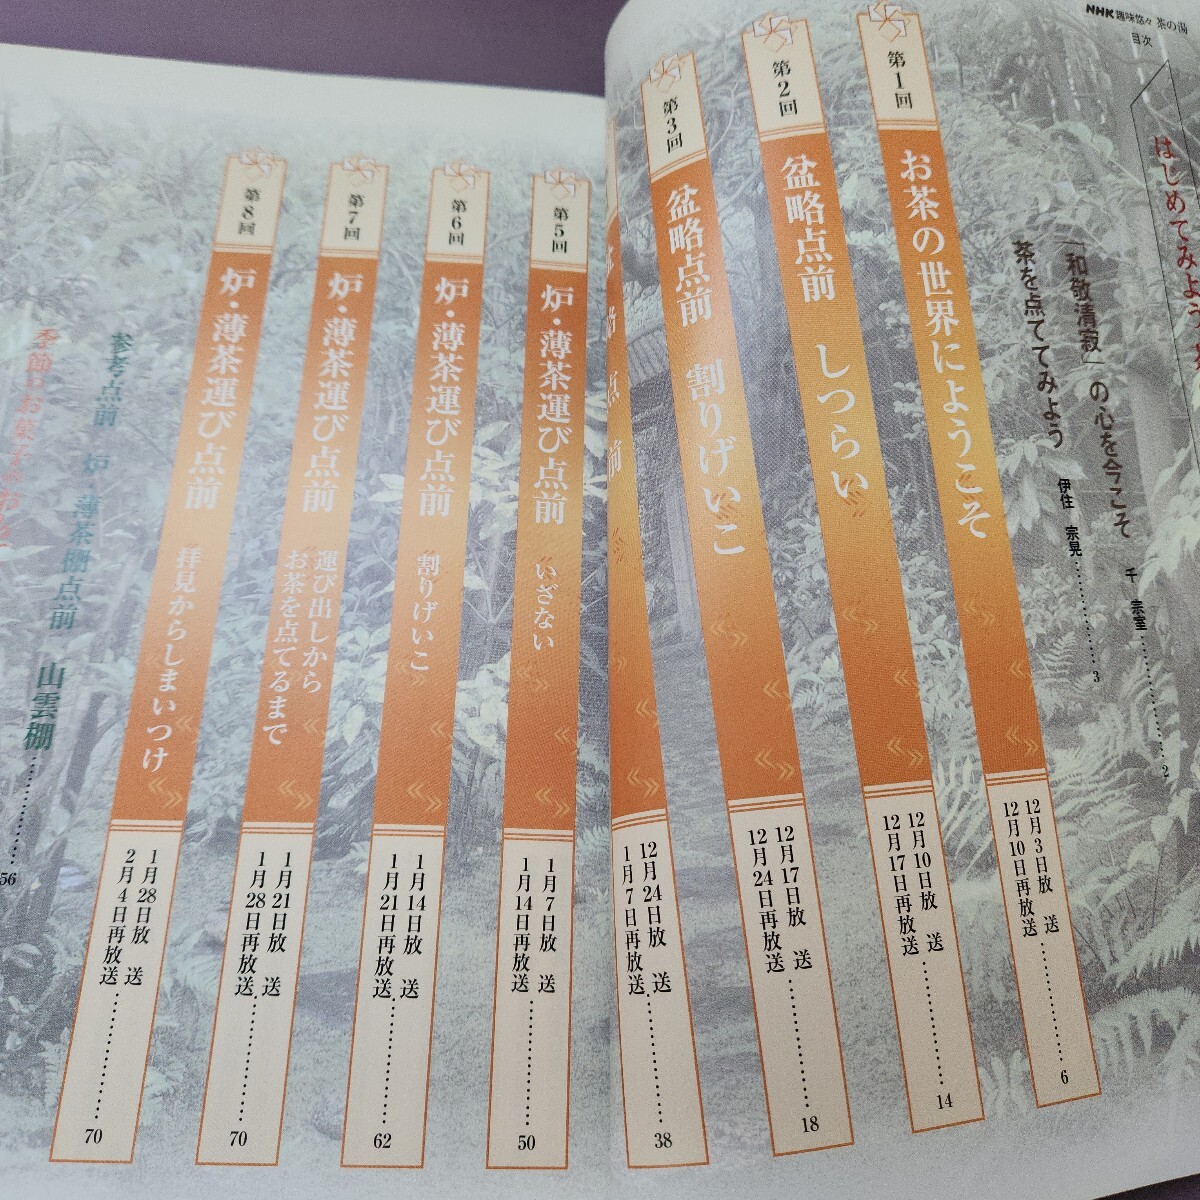 NHK趣味悠々 茶の湯
目次
はじめてみよう
「和敬清寂」の心を今こそ 千 宗室…………2
茶を点ててみよう 伊住 宗晃…………3
第1回
お茶の世界にようこそ
12月3日放送
12月10日再放送…………6
第2回
盆略点前 しつらい
12月10日放送
12月17日再放送…………14
第3回
盆略点前 割りげいこ
12月17日放送
12月24日再放送…………18
点前
12月24日放送
1月7日再放送…………38
第5回
炉・薄茶運び点前 いざない
1月7日放送
1月14日再放送…………50
第6回
炉・薄茶運び点前 割りげいこ
1月14日放送
1月21日再放送…………62
第7回
炉・薄茶運び点前 運び出しから
お茶を点てるまで
1月21日放送
1月28日再放送…………70
第8回
炉・薄茶運び点前 拝見からしまいつけ
1月28日放送
2月4日再放送…………70
参考点前 炉 薄茶棚点前 山雲棚…………56
季節のお菓子